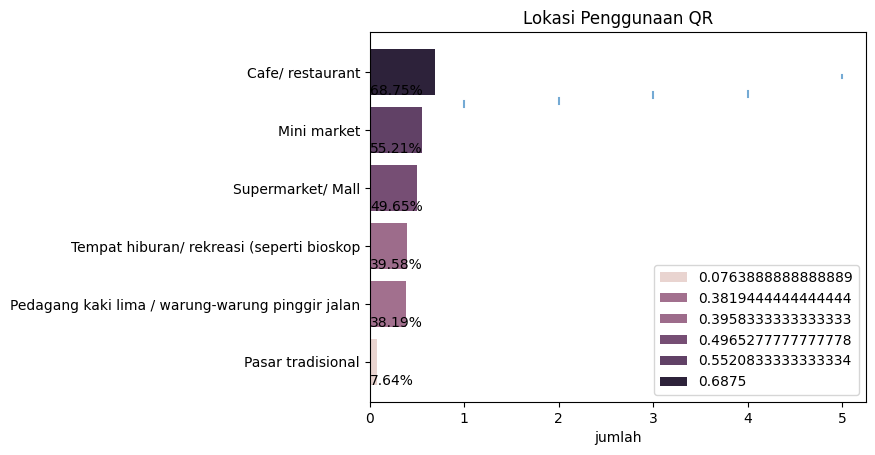 Lokasi Penggunaan QR
Cafe/ restaurant
68.75%
Mini market
55.21%
Supermarket/ Mall
49.65%
Tempat hiburan/ rekreasi (seperti bioskop
39.58%
Pedagang kaki lima / warung-warung pinggir jalan
38.19%
Pasar tradisional
7.64%
0.0763888888888889
0.3819444444444444
0.3958333333333333
0.4965277777777778
0.5520833333333334
0.6875
0 1 2 3 4 5
jumlah